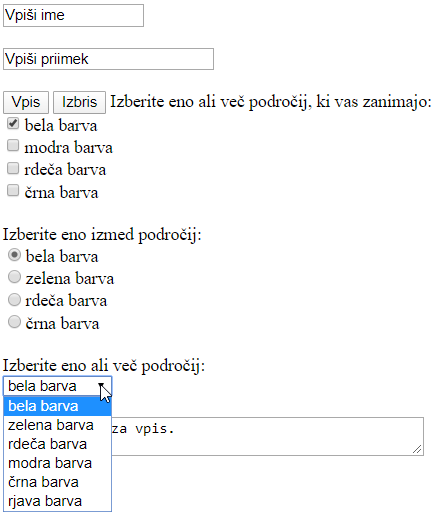 Vpiši ime
Vpiši priimek
Vpis Izbris Izberite eno ali več področij, ki vas zanimajo:
bela barva
modra barva
rdeča barva
črna barva
Izberite eno izmed področij:
bela barva
zelena barva
rdeča barva
črna barva
Izberite eno ali več področij:
bela barva
bela barva
zelena barva
za vpis.
rdeča barva
modra barva
črna barva
rjava barva